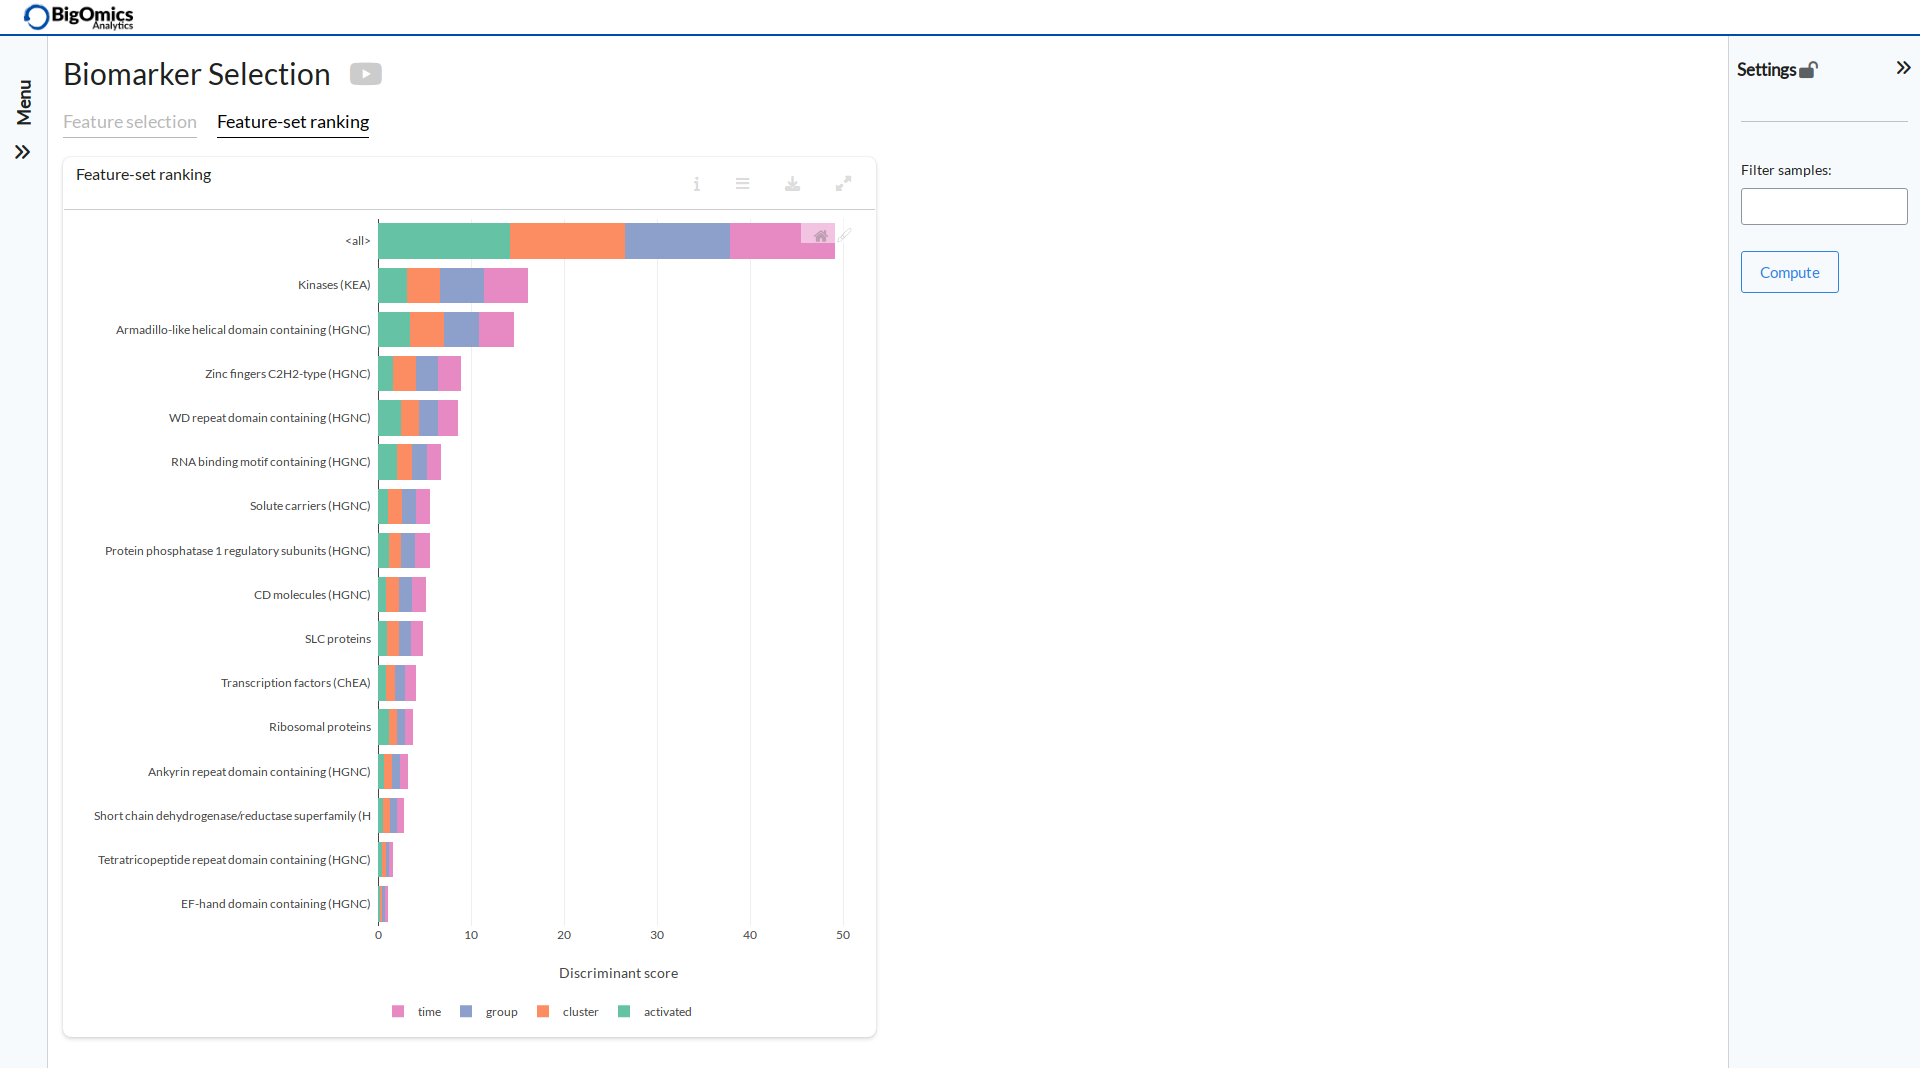 BigOmics
Analytics
Menu
Biomarker Selection
Feature selection
Feature-set ranking
Feature-set ranking
<all>
Kinases (KEA)
Armadillo-like helical domain containing (HGNC)
Zinc fingers C2H2-type (HGNC)
WD repeat domain containing (HGNC)
RNA binding motif containing (HGNC)
Solute carriers (HGNC)
Protein phosphatase 1 regulatory subunits (HGNC)
CD molecules (HGNC)
SLC proteins
Transcription factors (ChEA)
Ribosomal proteins
Ankyrin repeat domain containing (HGNC)
Short chain dehydrogenase/reductase superfamily (H
Tetratricopeptide repeat domain containing (HGNC)
EF-hand domain containing (HGNC)
0 10 20 30 40 50
Discriminant score
time group cluster activated
Settings
Filter samples:
Compute